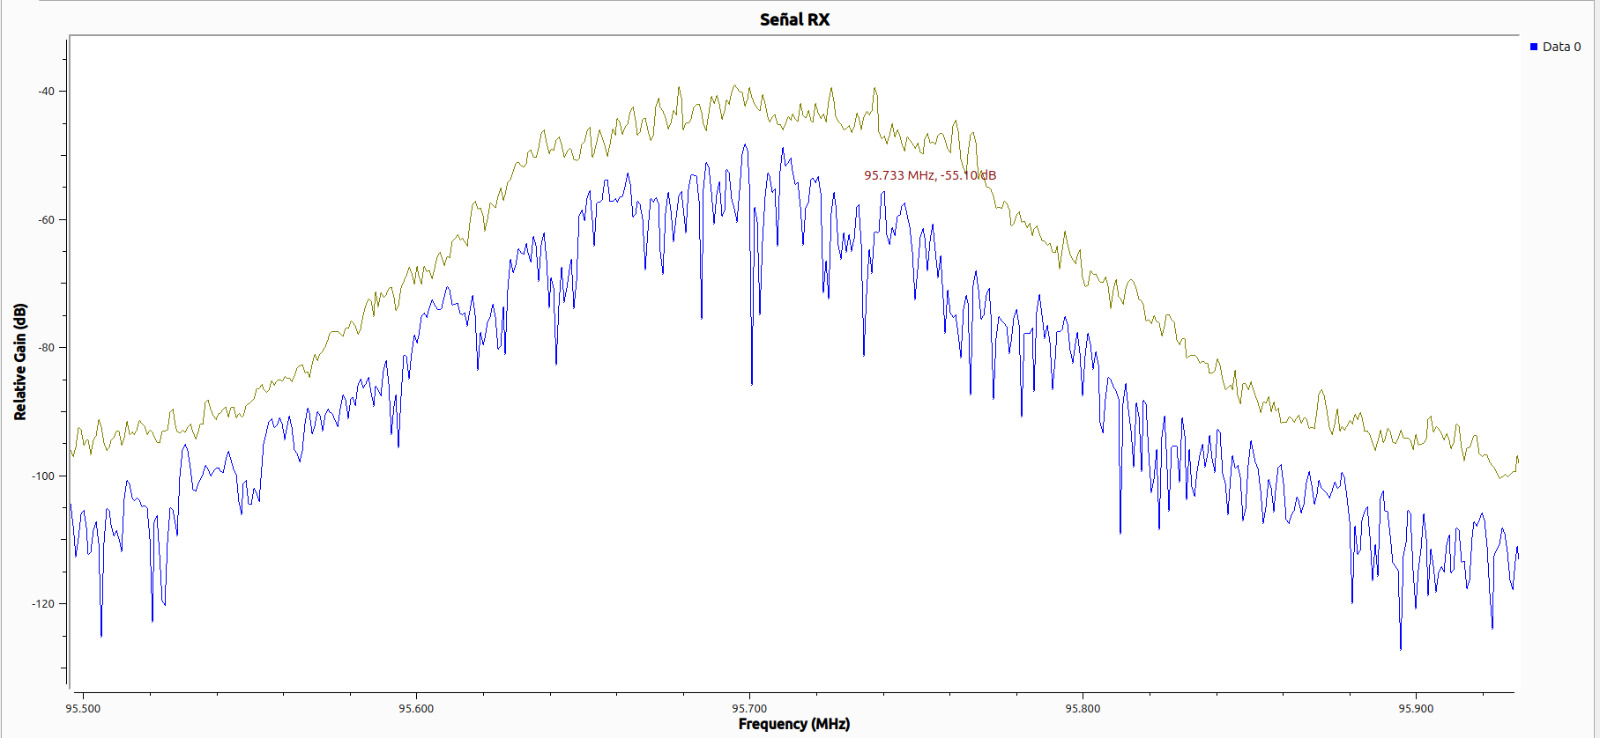 Señal RX
Data 0
-40
-60
-80
-100
-120
Relative Gain (dB)
95.733 MHz, -55.10 dB
95.500
95.600
95.700
95.800
95.900
Frequency (MHz)